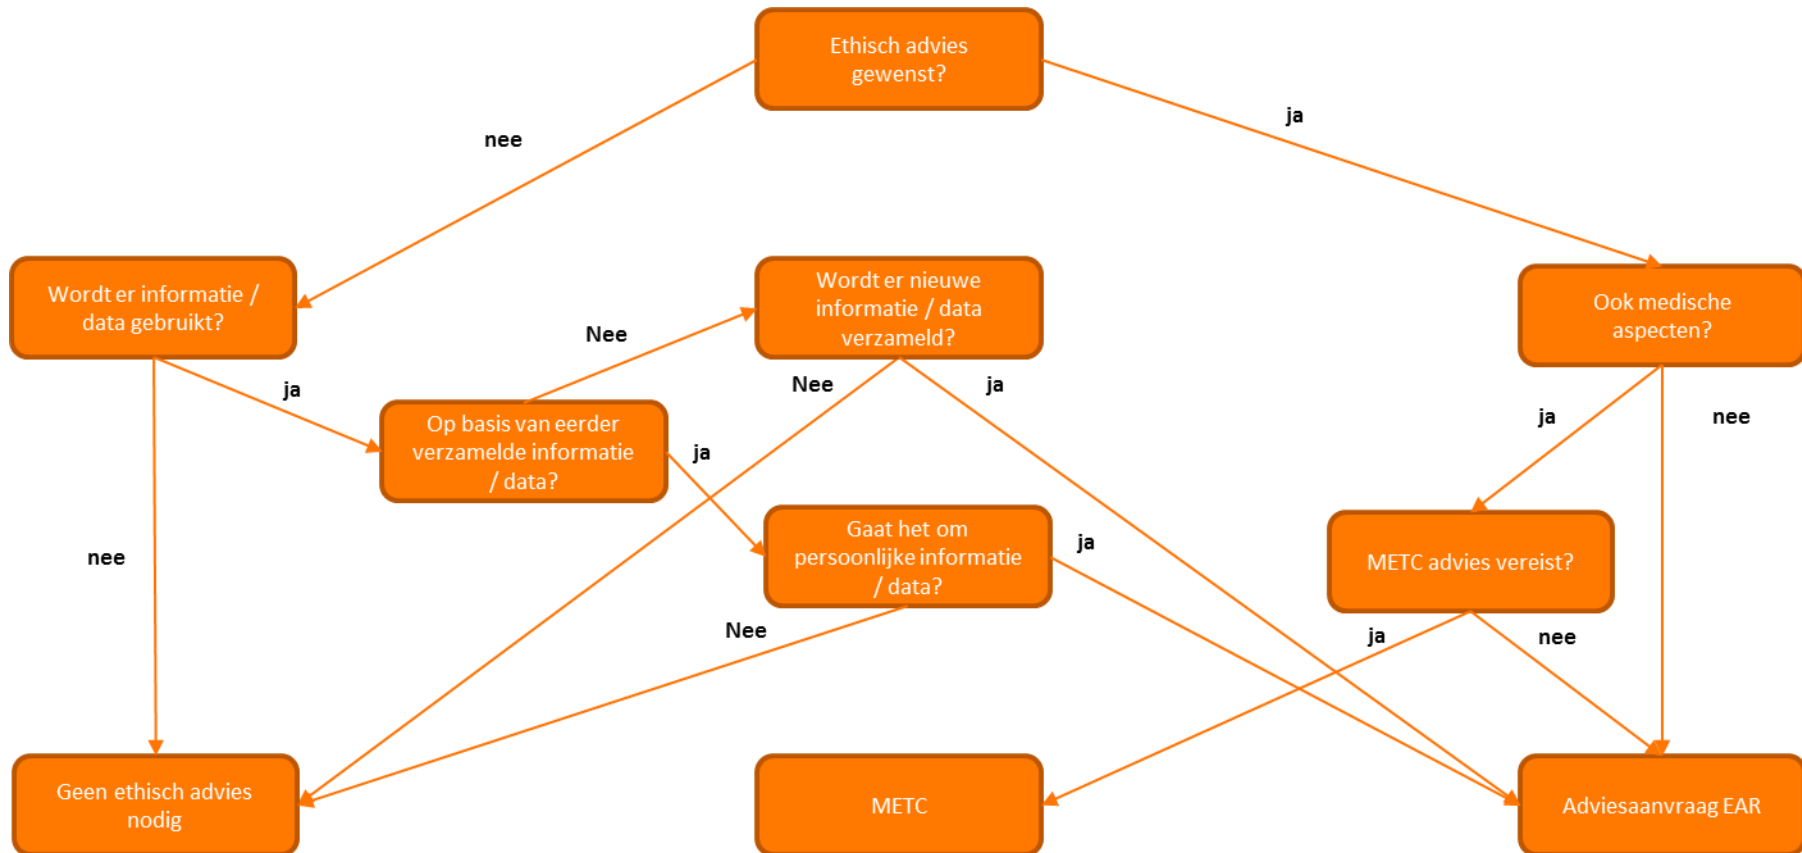 Ethisch advies
gewenst?
nee
ja
Wordt er informatie /
data gebruikt?
Wordt er nieuwe
informatie / data
verzameld?
Ook medische
aspecten?
Nee
ja
Nee
ja
Op basis van eerder
verzamelde informatie
/ data?
ja
ja
nee
Gaat het om
persoonlijke informatie
/ data?
ja
METC advies vereist?
nee
Nee
ja
nee
Geen ethisch advies
nodig
METC
Adviesaanvraag EAR